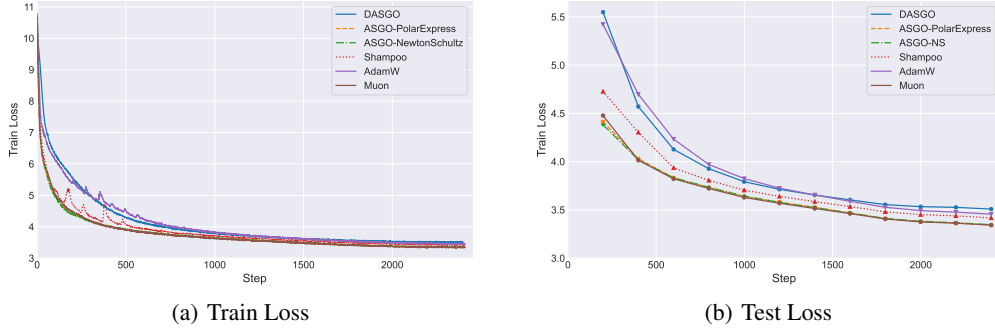 11
10
9
8
7
6
5
4
3
Train Loss
0
500
1000
1500
2000
Step
DASGO
ASGO-PolarExpress
ASGO-NewtonSchultz
Shampoo
AdamW
Muon
(a) Train Loss
5.5
5.0
4.5
4.0
3.5
3.0
Train Loss
0
500
1000
1500
2000
Step
DASGO
ASGO-PolarExpress
ASGO-NS
Shampoo
AdamW
Muon
(b) Test Loss